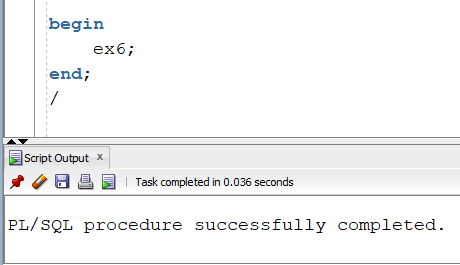 begin
ex6;
end;
/
Script Output x
Task completed in 0.036 seconds
PL/SQL procedure successfully completed.